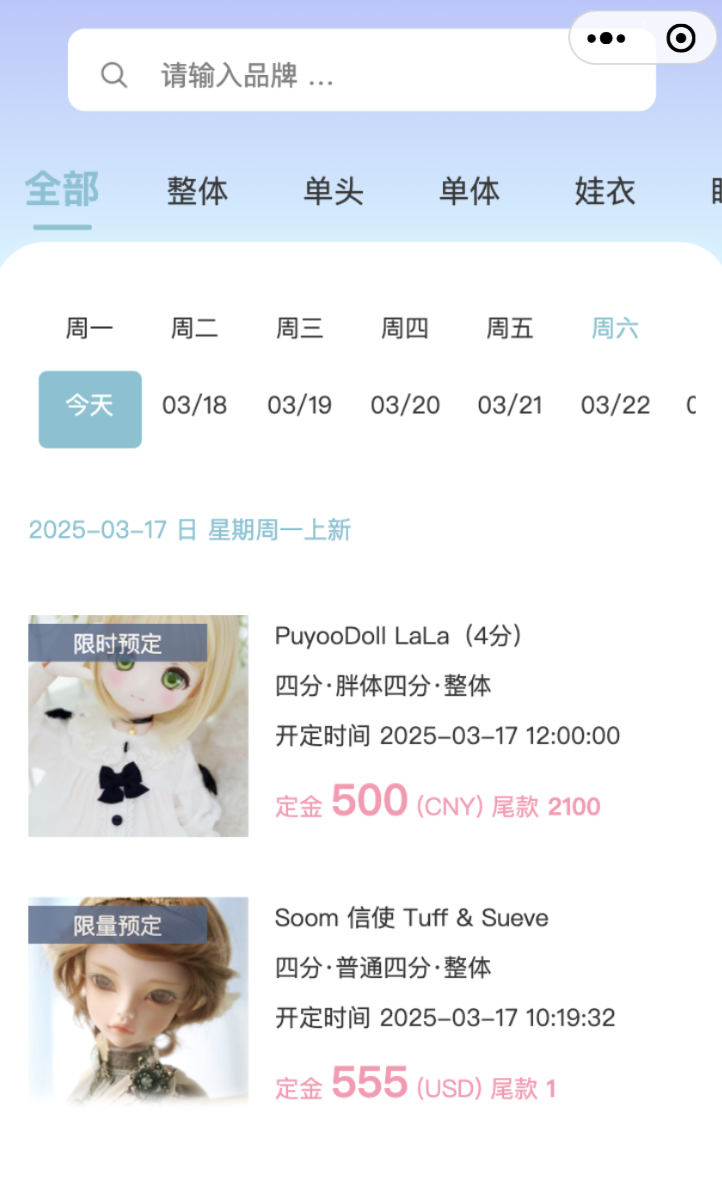 请输入品牌 ...
全部 整体 单头 单体 娃衣
周一 周二 周三 周四 周五 周六
今天 03/18 03/19 03/20 03/21 03/22
2025-03-17 日 星期周一上新
限时预定
PuyooDoll LaLa（4分）
四分·胖体四分·整体
开定时间 2025-03-17 12:00:00
定金 500 (CNY) 尾款 2100
限量预定
Soom 信使 Tuff & Sueve
四分·普通四分·整体
开定时间 2025-03-17 10:19:32
定金 555 (USD) 尾款 1